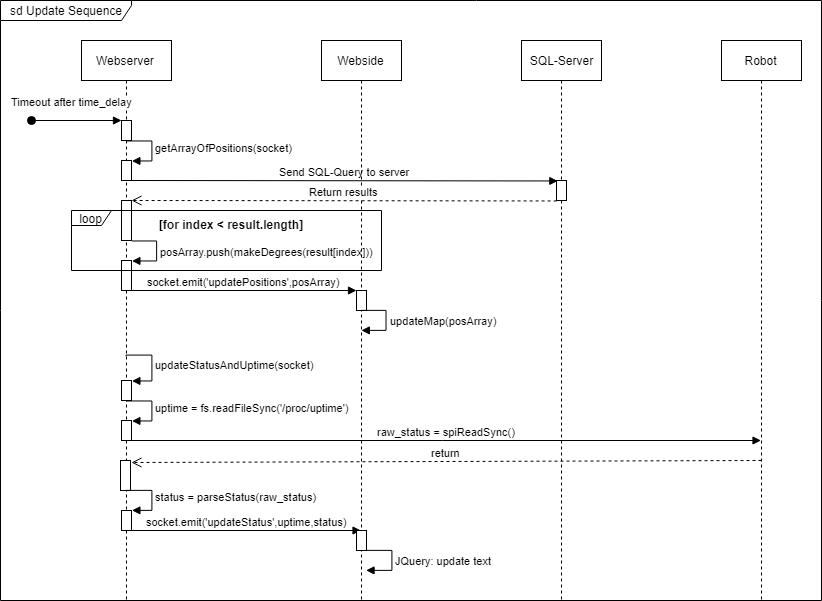 sd Update Sequence
Webserver
Webside
SQL-Server
Robot
Timeout after time_delay
getArrayOfPositions(socket)
Send SQL-Query to server
Return results
loop
[for index < result.length]
posArray.push(makeDegrees(result[index]))
socket.emit('updatePositions',posArray)
updateMap(posArray)
updateStatusAndUptime(socket)
uptime = fs.readFileSync('/proc/uptime')
raw_status = spiReadSync()
return
status = parseStatus(raw_status)
socket.emit('updateStatus',uptime,status)
JQuery: update text